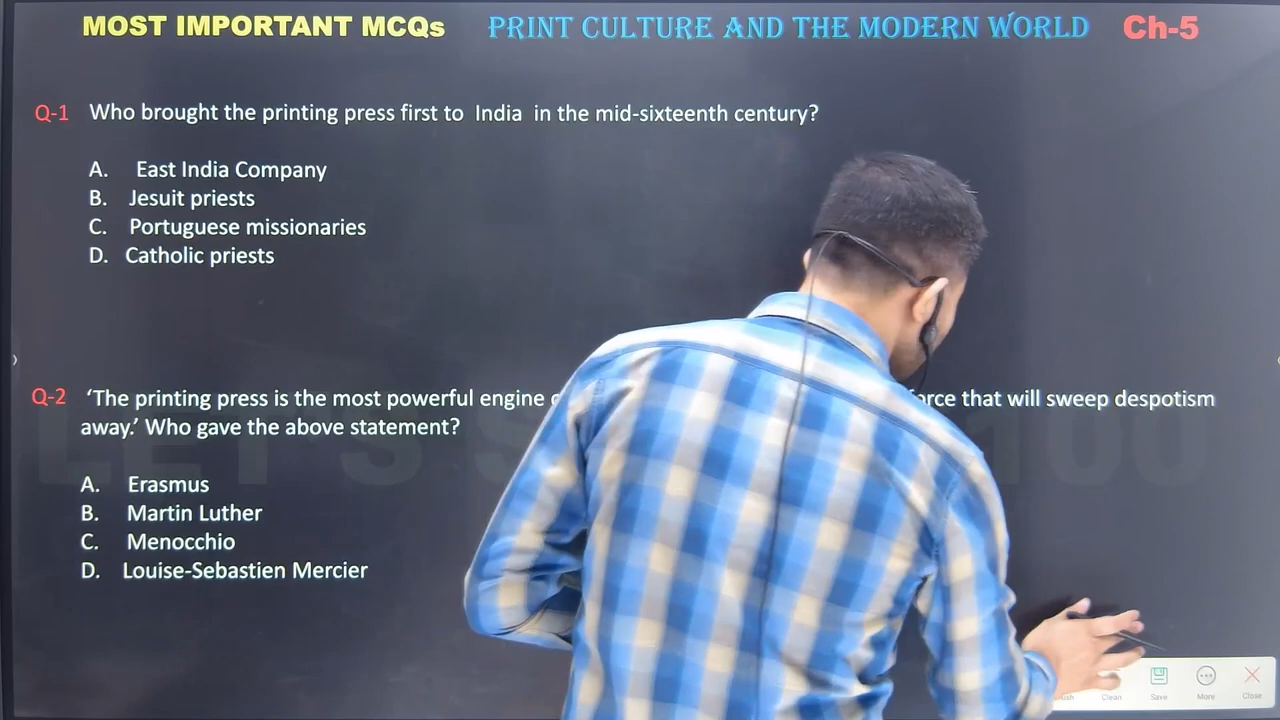 MOST IMPORTANT MCQs PRINT CULTURE AND THE MODERN WORLD Ch-5
Q-1 Who brought the printing press first to India in the mid-sixteenth century?
A. East India Company
B. Jesuit priests
C. Portuguese missionaries
D. Catholic priests
Q-2 ‘The printing press is the most powerful engine that will sweep despotism
away.’ Who gave the above statement?
LET'S 100
A. Erasmus
B. Martin Luther
C. Menocchio
D. Louise-Sebastien Mercier
Clean Save More Close